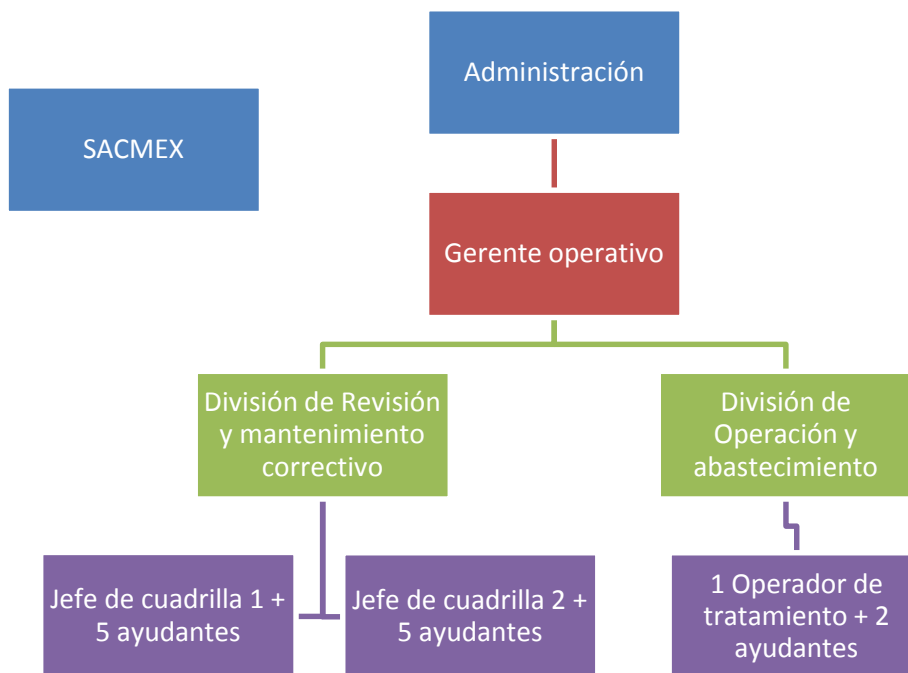 Administración
SACMEX
Gerente operativo
División de Revisión
y mantenimiento
correctivo
División de
Operación y
abastecimiento
Jefe de cuadrilla 1 +
5 ayudantes
Jefe de cuadrilla 2 +
5 ayudantes
1 Operador de
tratamiento + 2
ayudantes